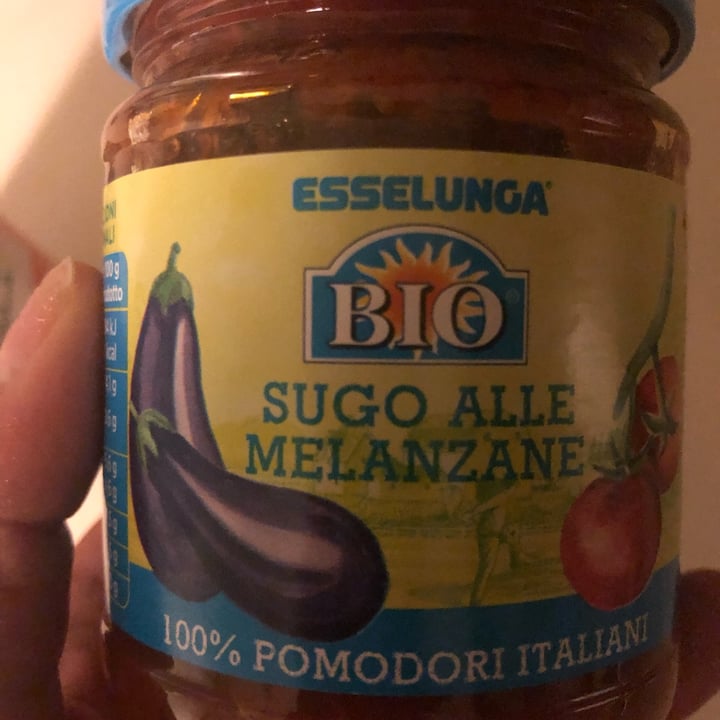 ESSELUNGA
BIO
SUGO ALLE
MELANZANE
100% POMODORI ITALIANI